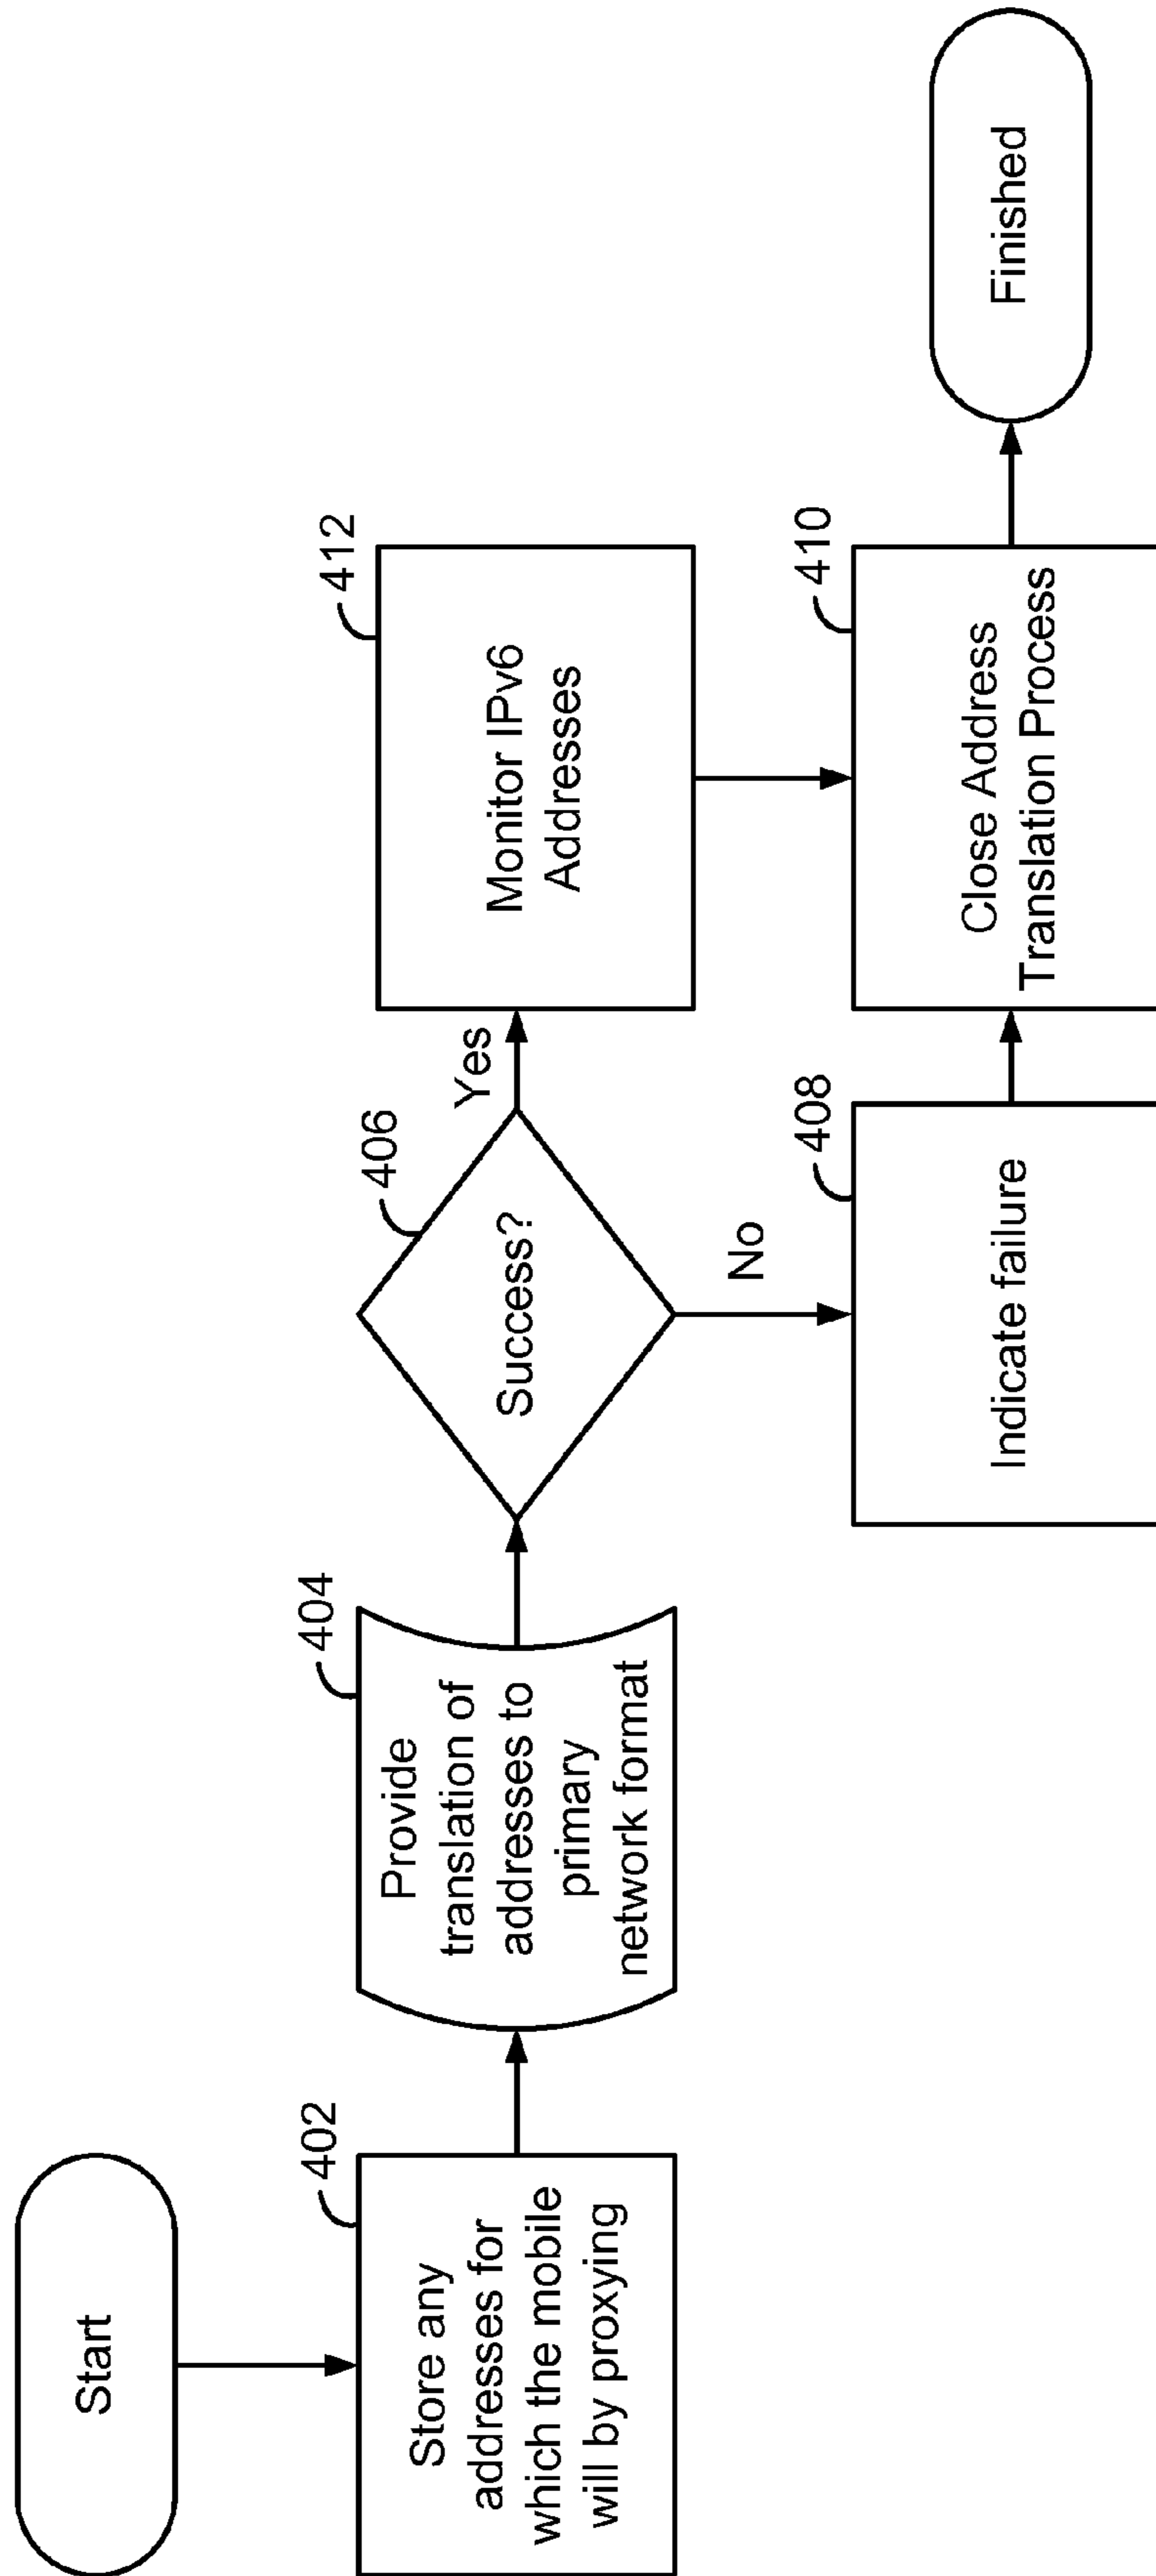 Start
402
Store any
addresses for
which the mobile
will by proxying
404
Provide
translation of
addresses to
primary
network format
406
Success?
Yes
No
412
Monitor IPv6
Addresses
408
Indicate failure
410
Close Address
Translation Process
Finished